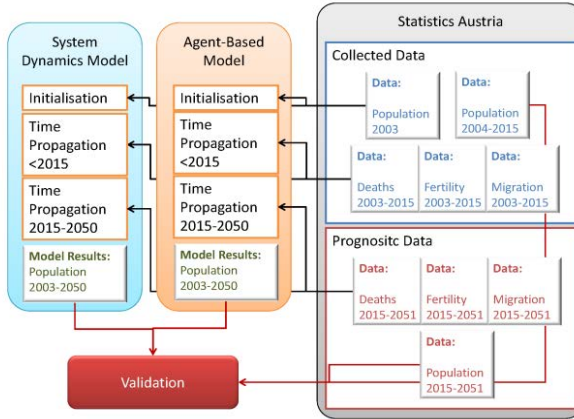 System
Dynamics Model
Initialisation
Time
Propagation
<2015
Time
Propagation
2015-2050
Model Results:
Population
2003-2050
Agent-Based
Model
Initialisation
Time
Propagation
<2015
Time
Propagation
2015-2050
Model Results:
Population
2003-2050
Validation
Statistics Austria
Collected Data
Data:
Population
2003
Data:
Population
2004-2015
Data:
Deaths
2003-2015
Data:
Fertility
2003-2015
Data:
Migration
2003-2015
Prognositc Data
Data:
Deaths
2015-2051
Data:
Fertility
2015-2051
Data:
Migration
2015-2051
Data:
Population
2015-2051